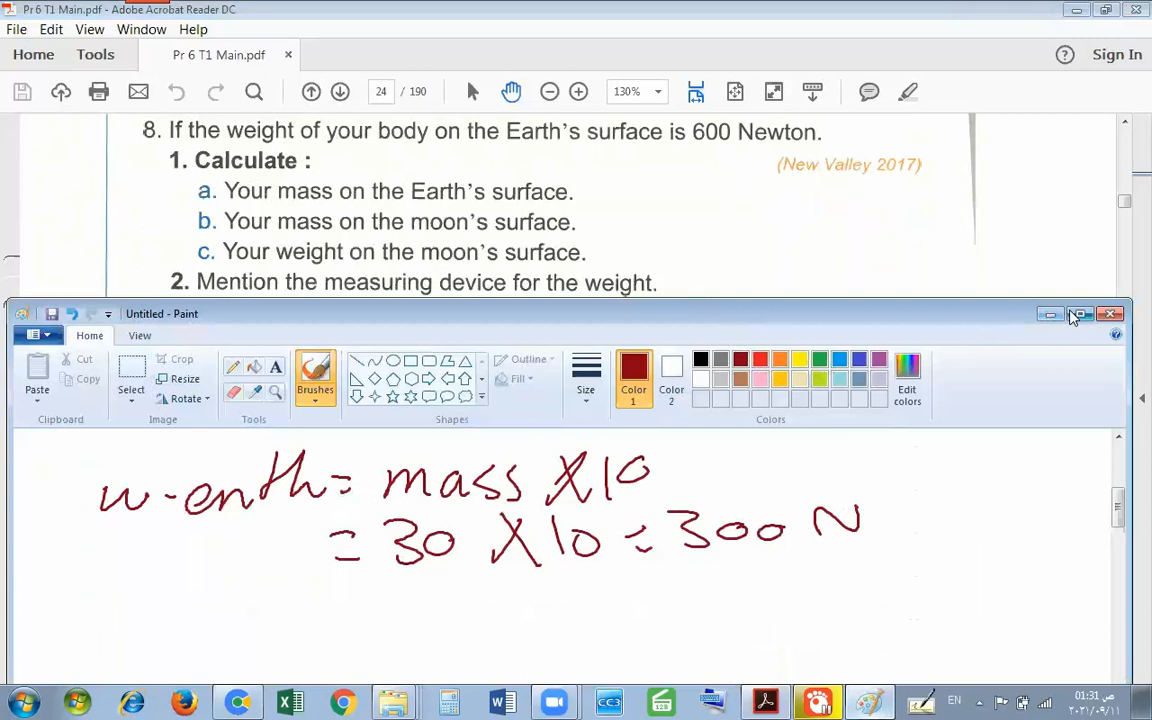 Pr 6 T1 Main.pdf - Adobe Acrobat Reader DC
File Edit View Window Help
Home Tools Pr 6 T1 Main.pdf × ? Sign In
24 / 190 130%
8. If the weight of your body on the Earth's surface is 600 Newton.
1. Calculate : (New Valley 2017)
a. Your mass on the Earth's surface.
b. Your mass on the moon's surface.
c. Your weight on the moon's surface.
2. Mention the measuring device for the weight.
Untitled - Paint
Home View
Paste Cut Copy Select Crop Resize Rotate A Brushes Outline Fill Size Color 1 Color 2 Edit colors
Clipboard Image Tools Shapes Colors
w-enth = mass X 10
= 30 X 10 = 300 N
W CC3 128 EN 01:31 ص
٢٠٢١/٠٩/١١